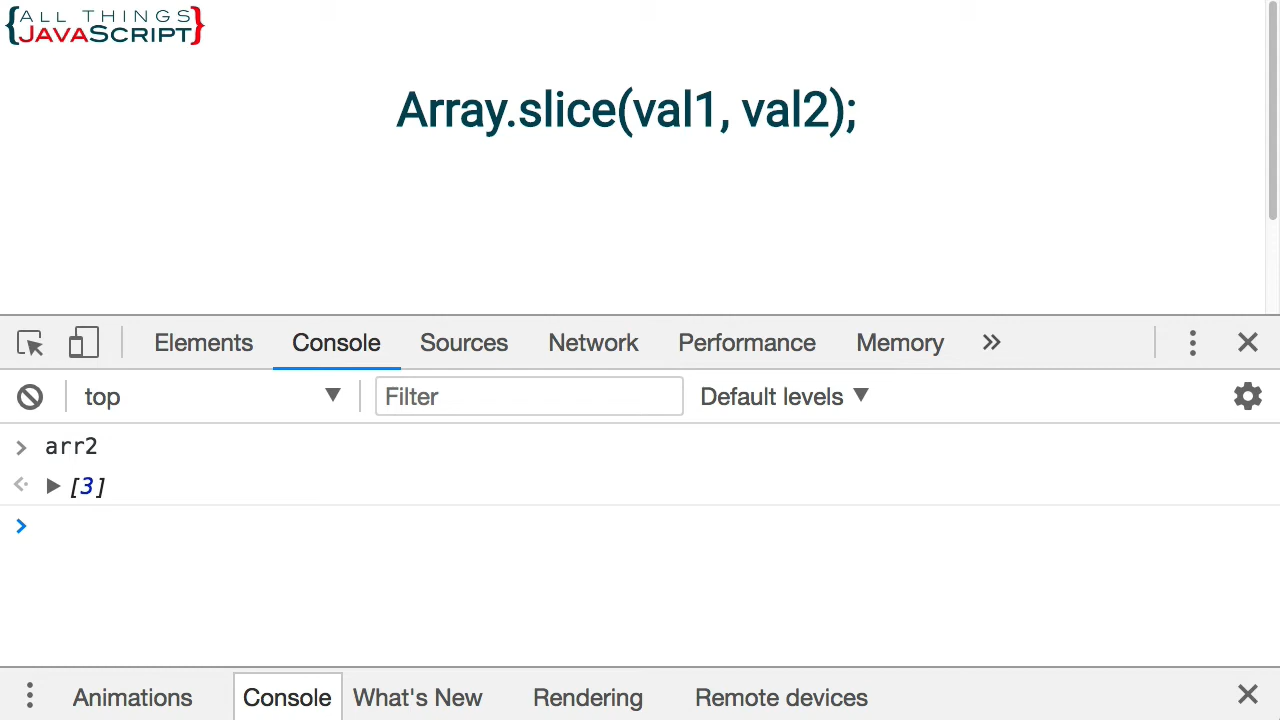 {ALL THINGS
JAVASCRIPT}
Array.slice(val1, val2);
Elements Console Sources Network Performance Memory »
top ▼ Filter Default levels ▼
> arr2
<· ▶ [3]
>
Animations Console What's New Rendering Remote devices